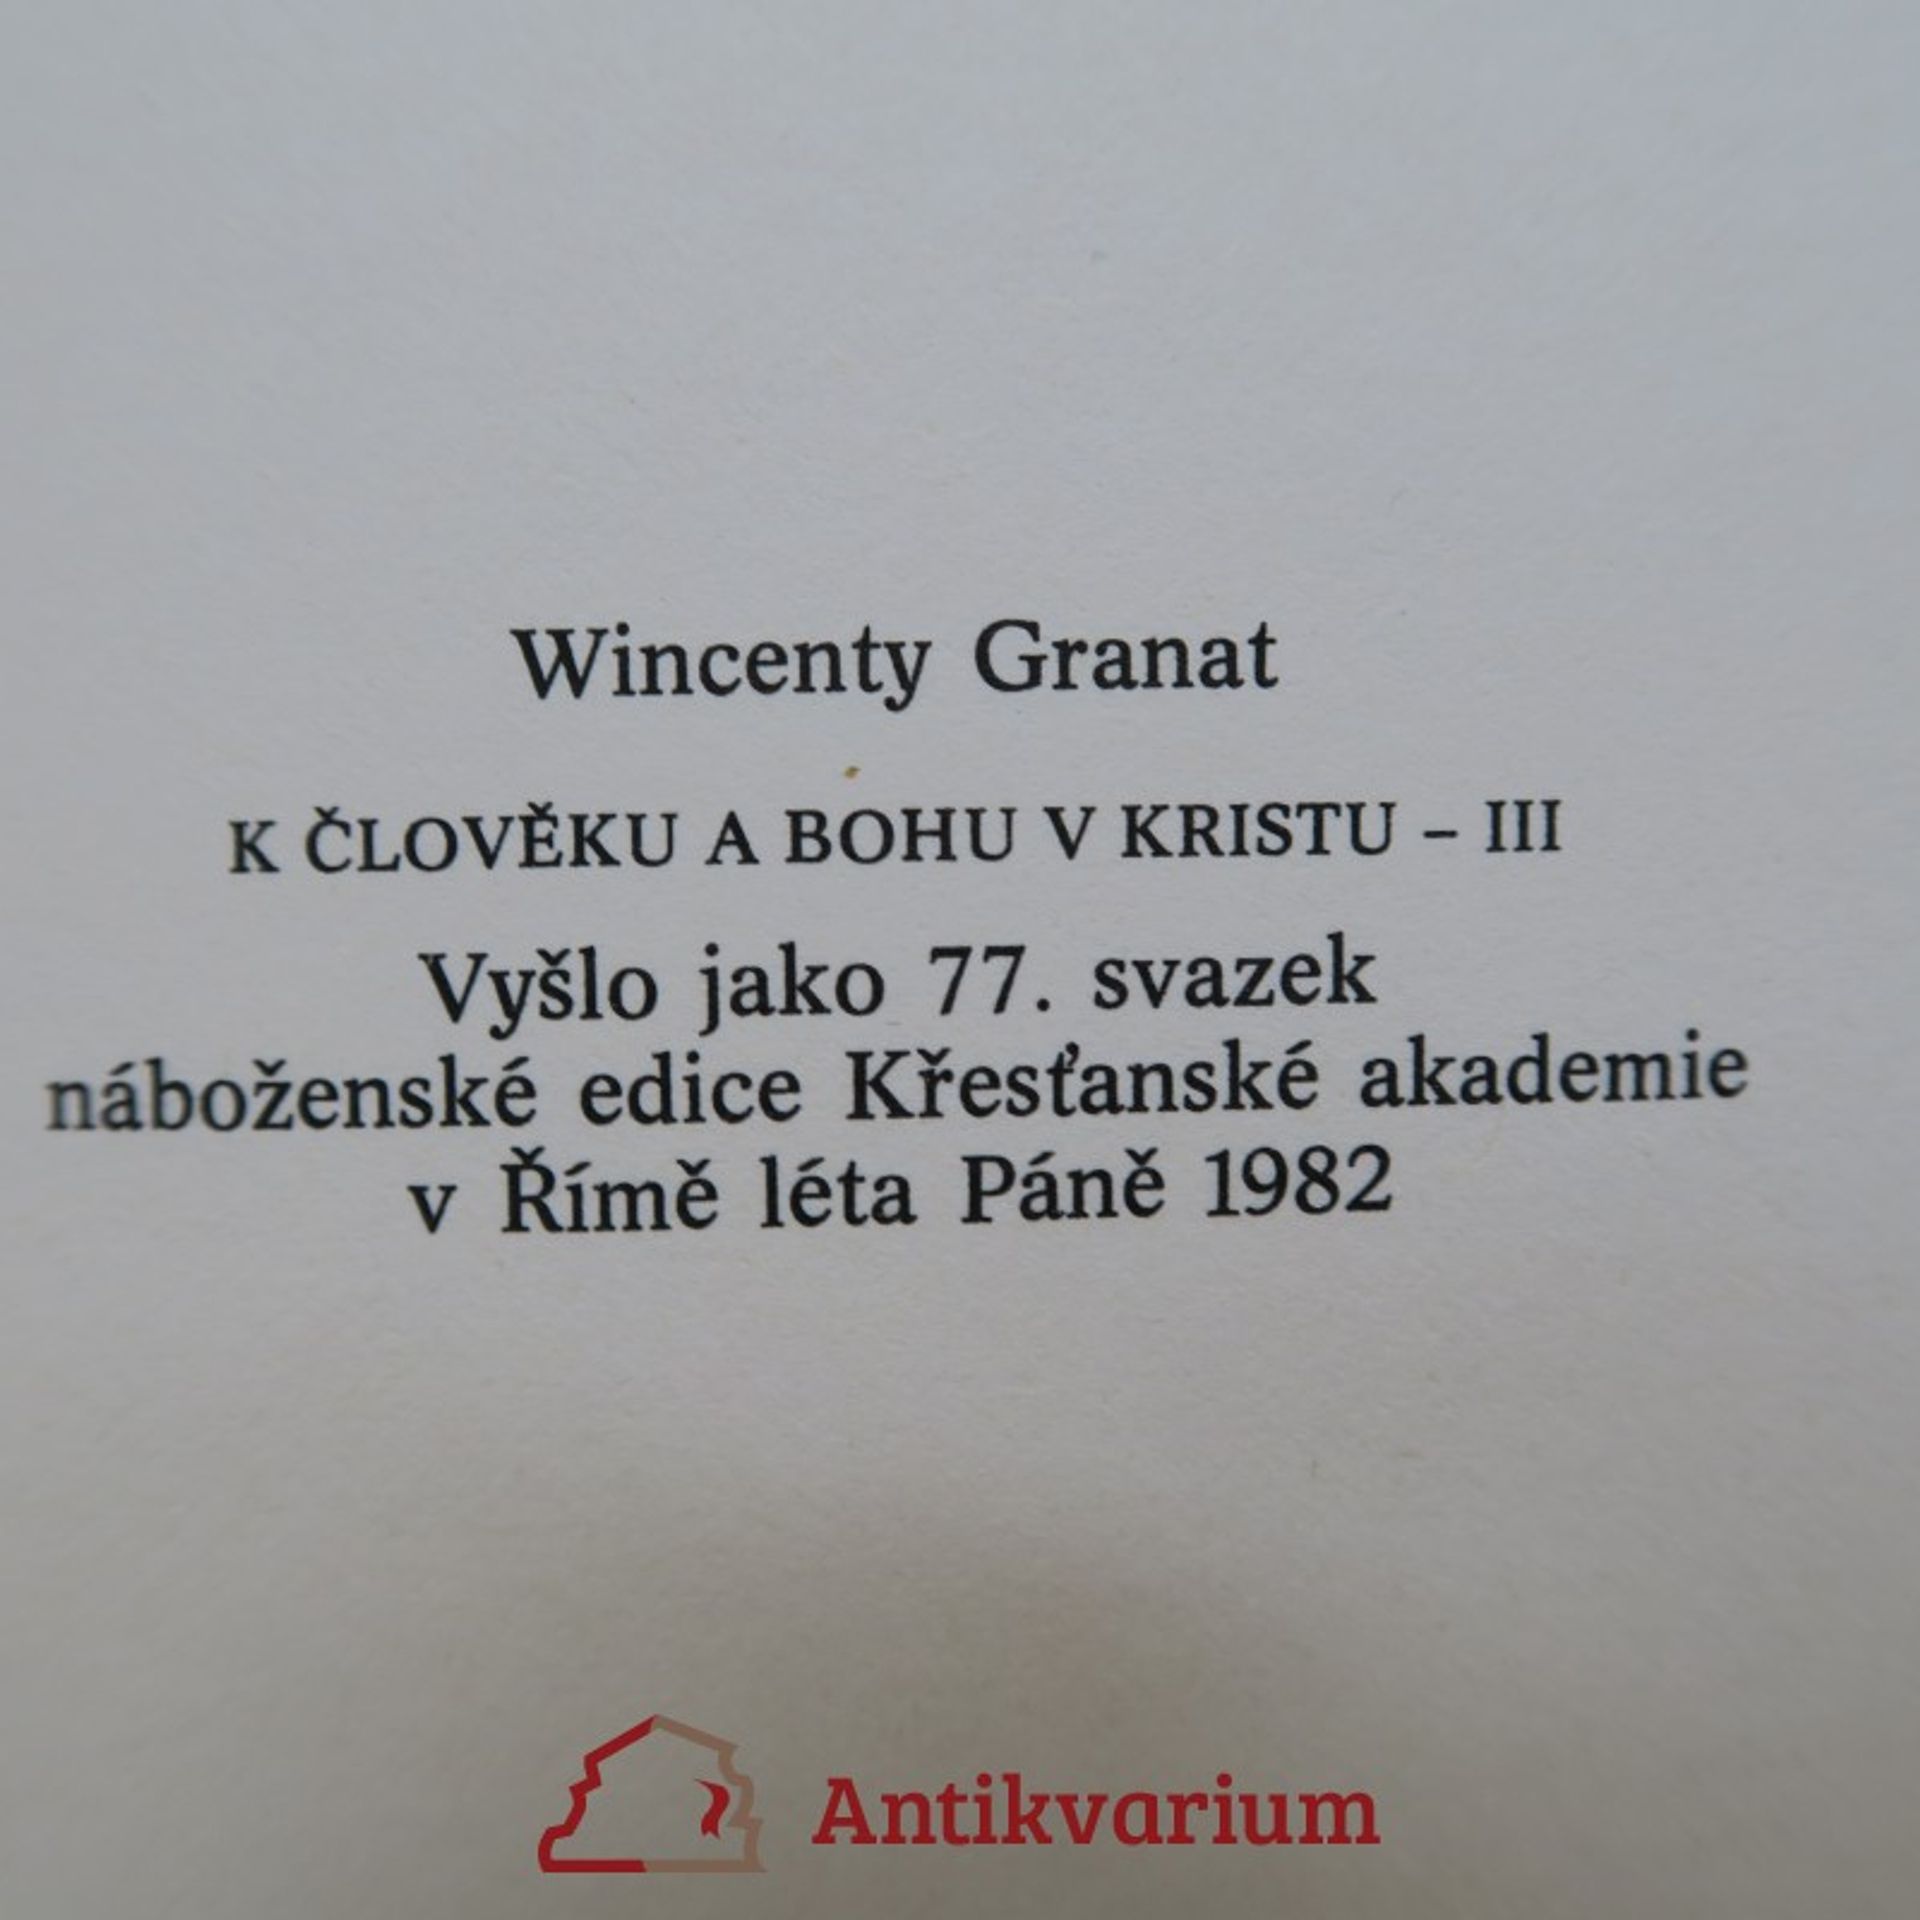 Wincenty Granat
K ČLOVĚKU A BOHU V KRISTU – III
Vyšlo jako 77. svazek
náboženské edice Křesťanské akademie
v Římě léta Páně 1982
Antikvarium